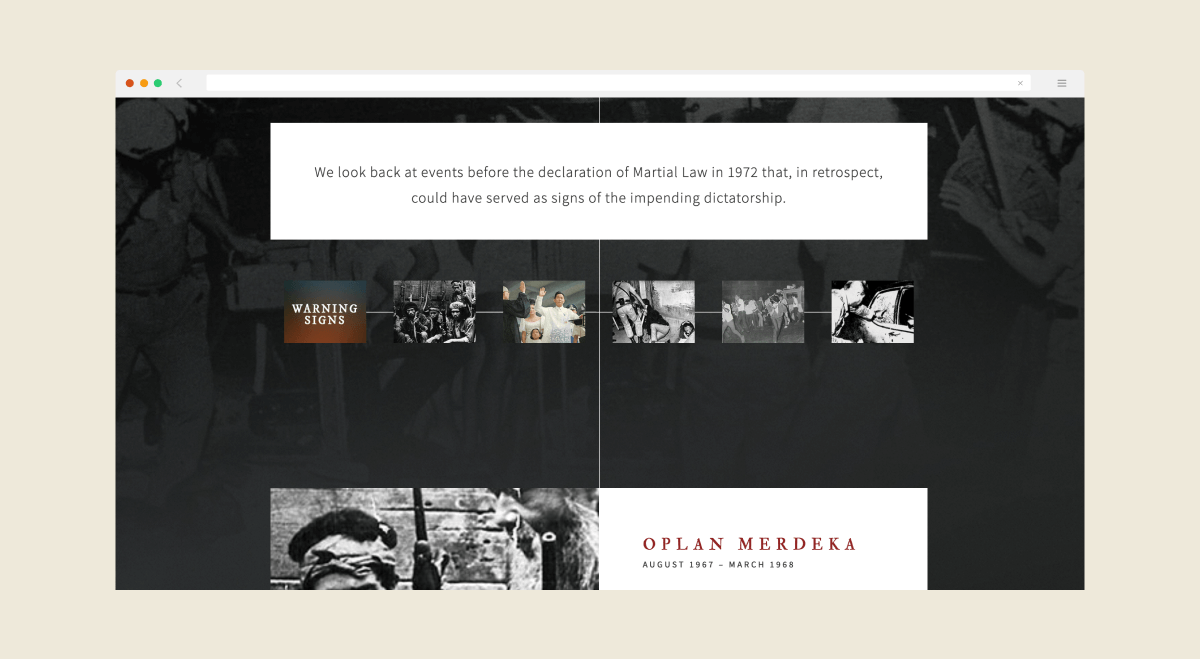 We look back at events before the declaration of Martial Law in 1972 that, in retrospect,
could have served as signs of the impending dictatorship.
WARNING
SIGNS
OPLAN MERDEKA
AUGUST 1967 – MARCH 1968